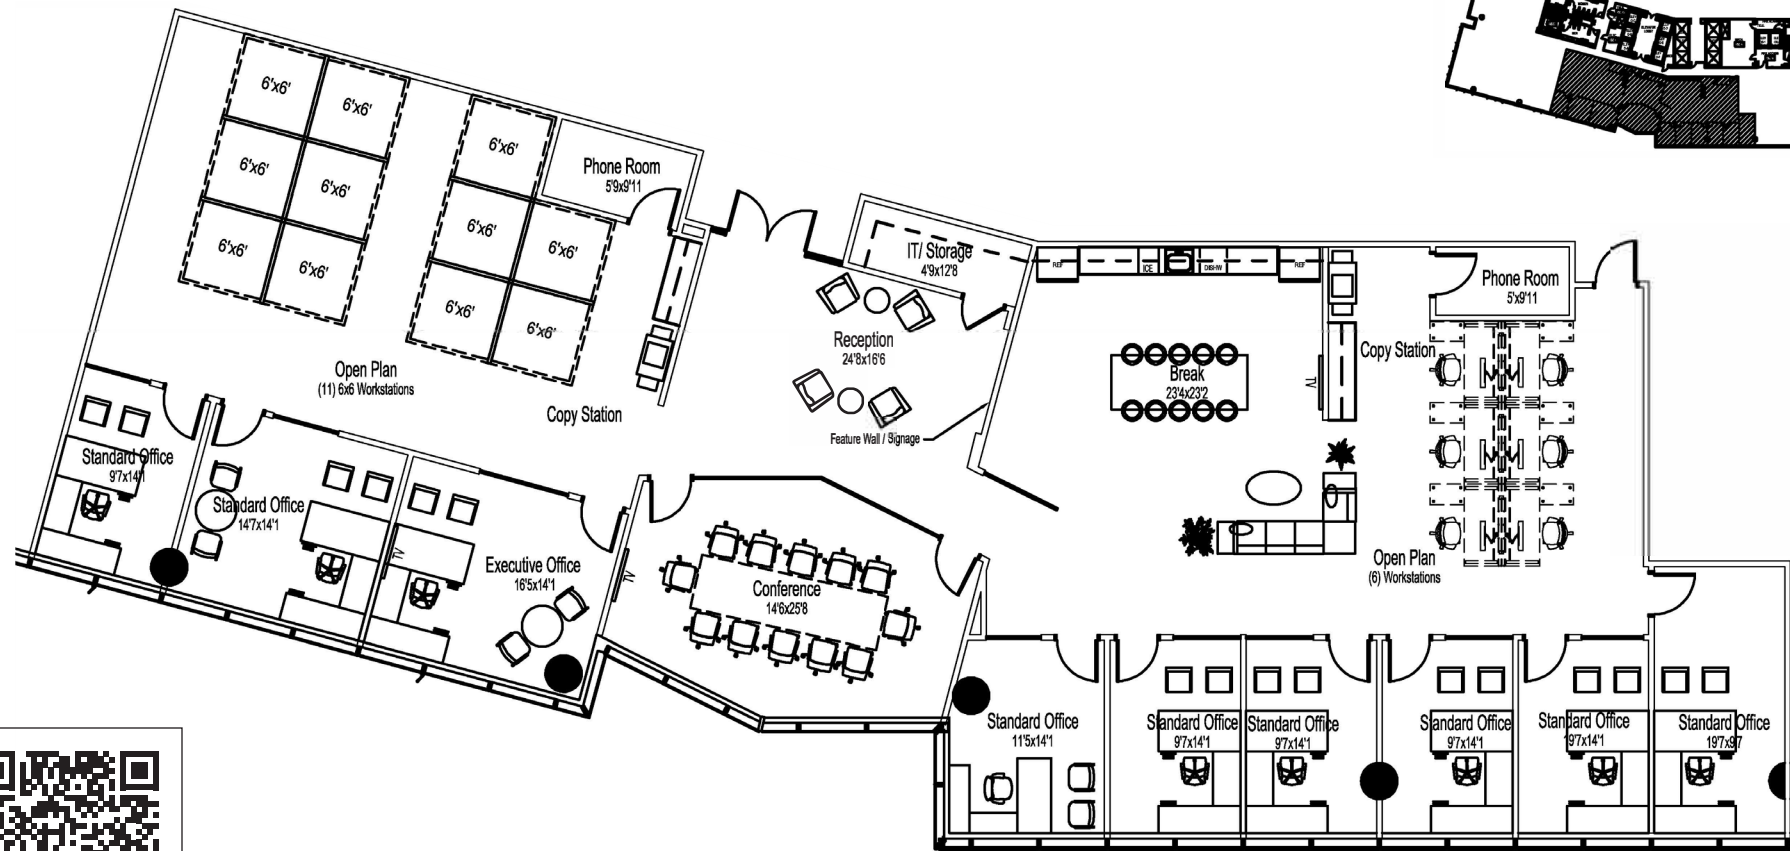 6'x6'
6'x6'
6'x6'
6'x6'
6'x6'
6'x6'
6'x6'
6'x6'
6'x6'
6'x6'
6'x6'
Phone Room
5'9x9'11
Open Plan
(11) 6x6 Workstations
Copy Station
IT/ Storage
4'9x12'8
Reception
24'8x16'6
Feature Wall / Signage
REF
ICE
DISHW
REF
Break
23'4x23'2
TV
Copy Station
Phone Room
5'x9'11
Open Plan
(6) Workstations
Standard Office
9'7x14'1
Standard Office
14'7x14'1
TV
Executive Office
16'5x14'1
TV
Conference
14'6x25'8
Standard Office
11'5x14'1
Standard Office
9'7x14'1
Standard Office
9'7x14'1
Standard Office
9'7x14'1
Standard Office
19'7x14'1
Standard Office
19'7x9'7